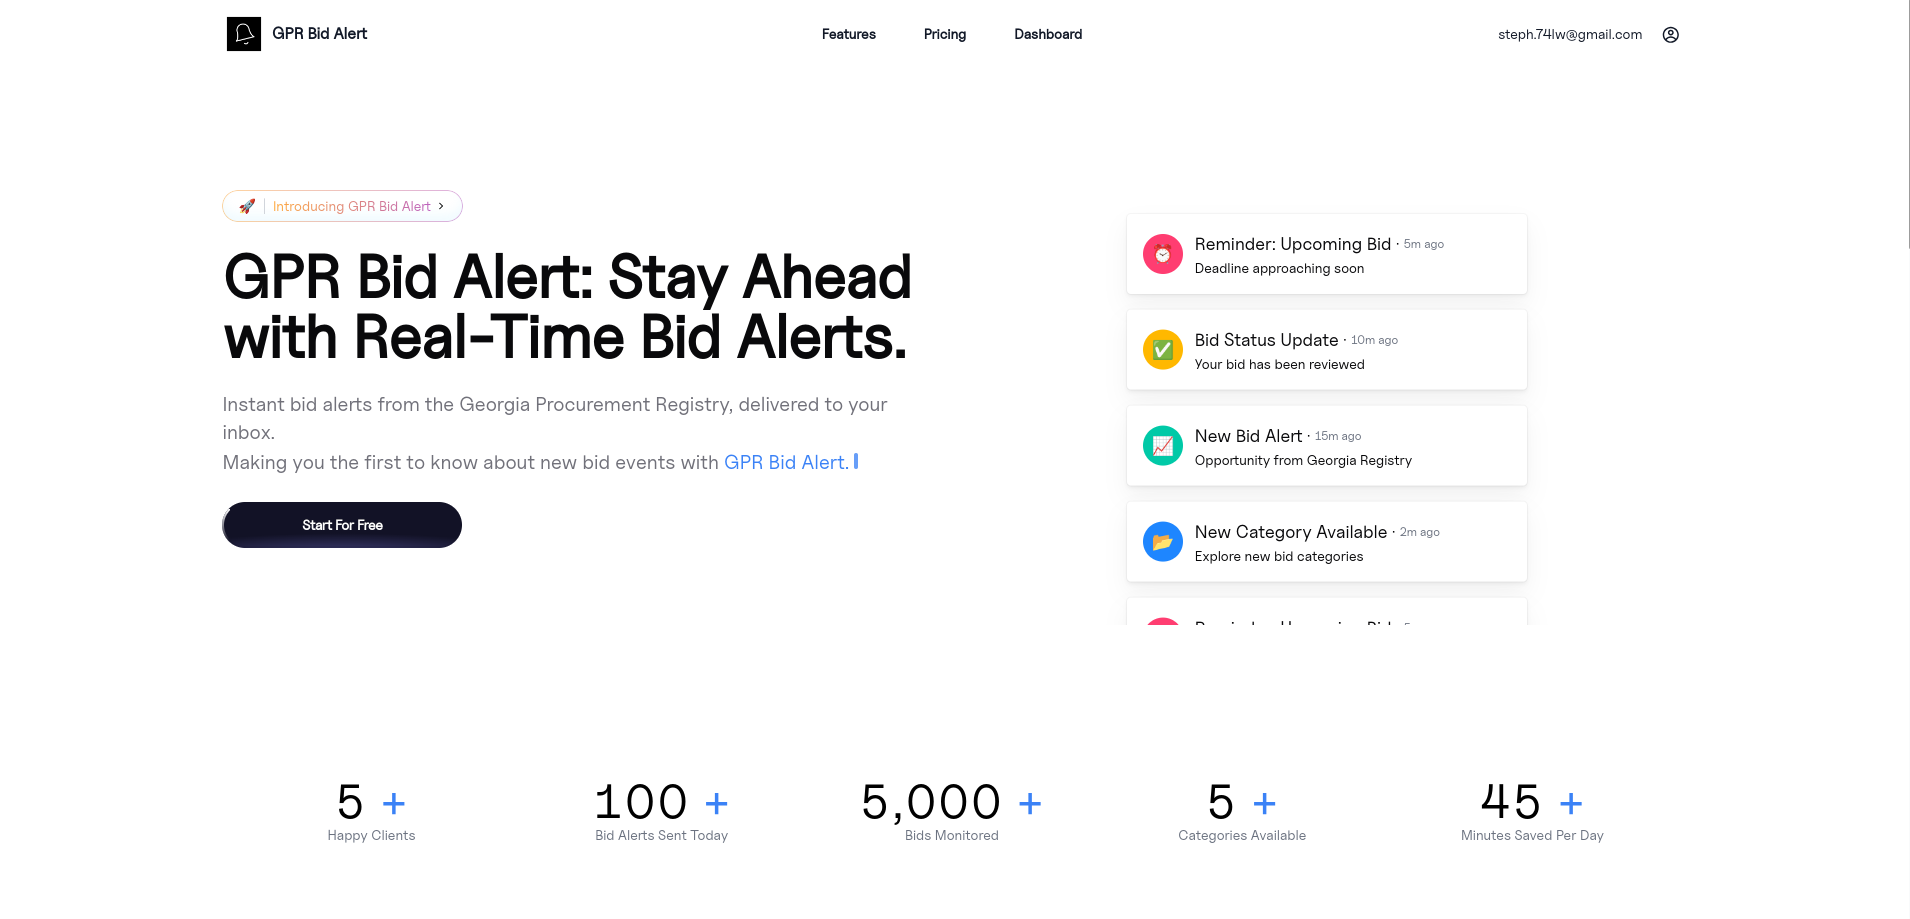 GPR Bid Alert
Features
Pricing
Dashboard
steph.74lw@gmail.com
Introducing GPR Bid Alert
GPR Bid Alert: Stay Ahead
with Real-Time Bid Alerts.
Instant bid alerts from the Georgia Procurement Registry, delivered to your
inbox.
Making you the first to know about new bid events with GPR Bid Alert.
Start For Free
Reminder: Upcoming Bid · 5m ago
Deadline approaching soon
Bid Status Update · 10m ago
Your bid has been reviewed
New Bid Alert · 15m ago
Opportunity from Georgia Registry
New Category Available · 2m ago
Explore new bid categories
Reminder: Upcoming Bid
5 +
Happy Clients
100 +
Bid Alerts Sent Today
5,000 +
Bids Monitored
5 +
Categories Available
45 +
Minutes Saved Per Day